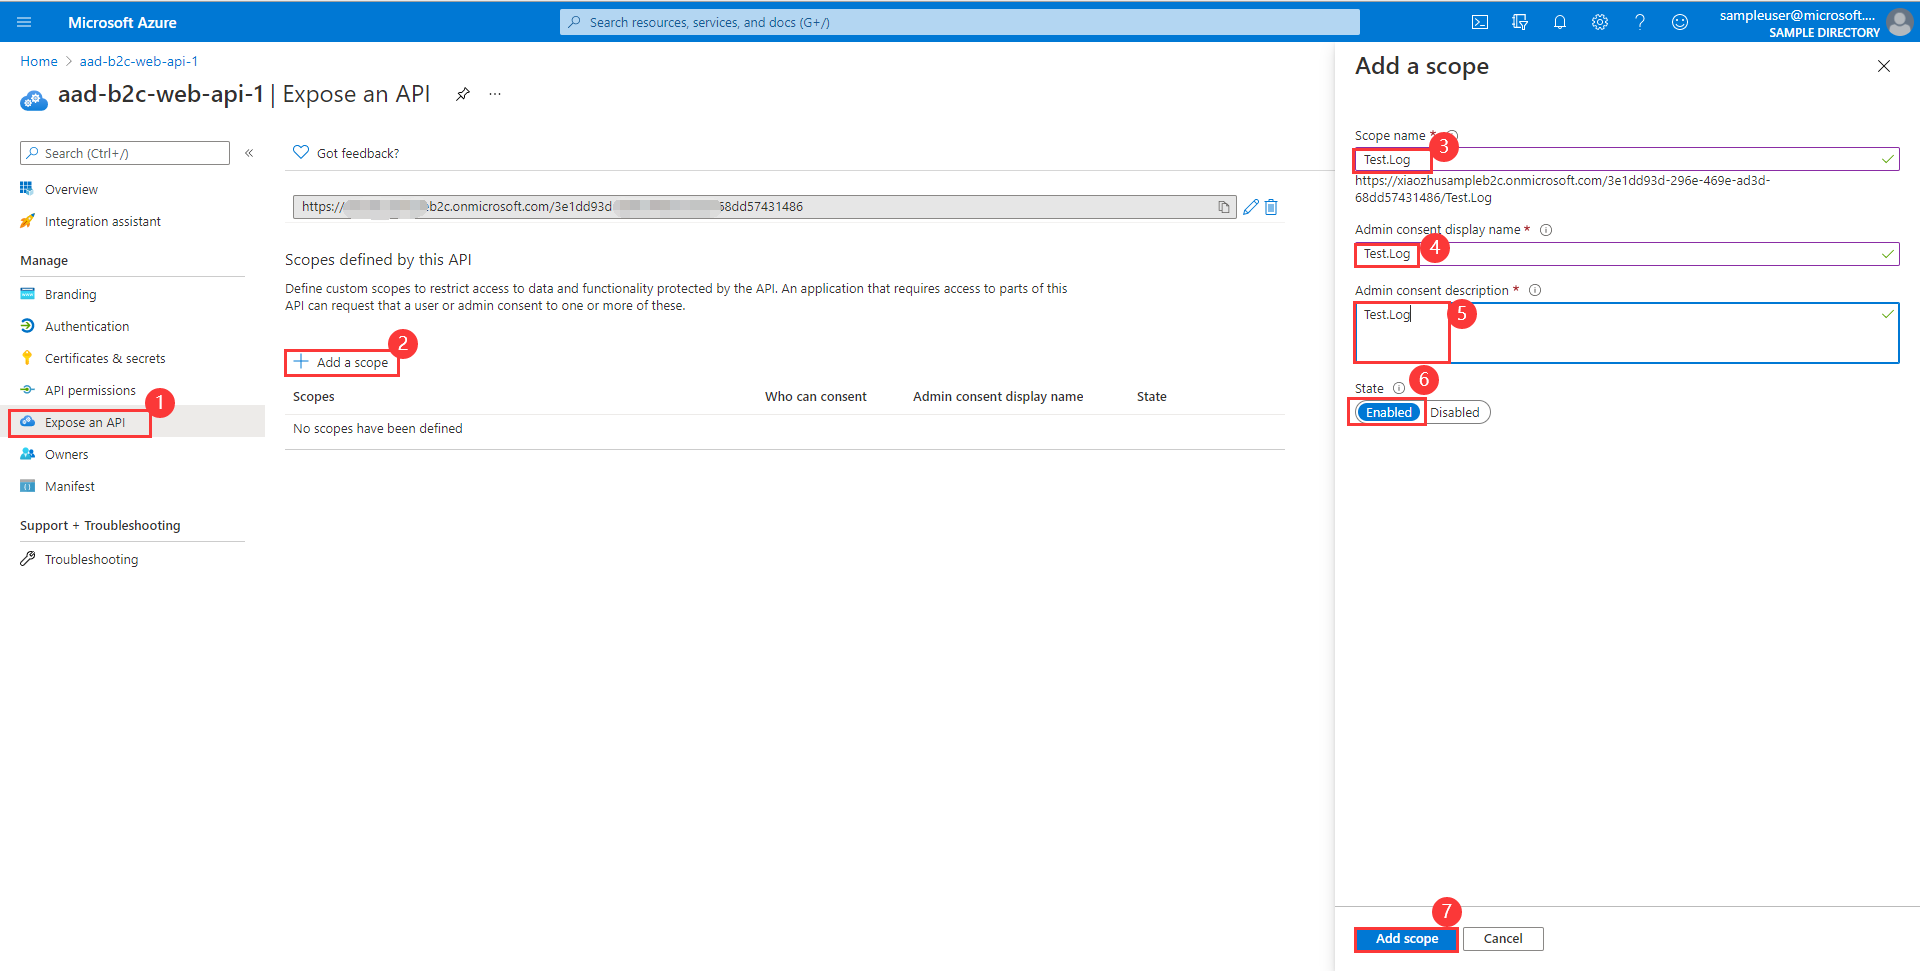 Microsoft Azure
Search resources, services, and docs (G+/)
sampleuser@microsoft....
SAMPLE DIRECTORY
Home > aad-b2c-web-api-1
aad-b2c-web-api-1 | Expose an API
...
Search (Ctrl+/)
«
Overview
Integration assistant
Manage
Branding
Authentication
Certificates & secrets
API permissions
1
Expose an API
Owners
Manifest
Support + Troubleshooting
Troubleshooting
Got feedback?
https:// eb2c.onmicrosoft.com/3e1dd93d 68dd57431486
Scopes defined by this API
Define custom scopes to restrict access to data and functionality protected by the API. An application that requires access to parts of this
API can request that a user or admin consent to one or more of these.
2
+ Add a scope
Scopes Who can consent Admin consent display name State
No scopes have been defined
Add a scope
Scope name *
3
Test.Log
https://xiaozhusampleb2c.onmicrosoft.com/3e1dd93d-296e-469e-ad3d-
68dd57431486/Test.Log
Admin consent display name *
4
Test.Log
Admin consent description *
5
Test.Log
State
6
Enabled Disabled
7
Add scope Cancel